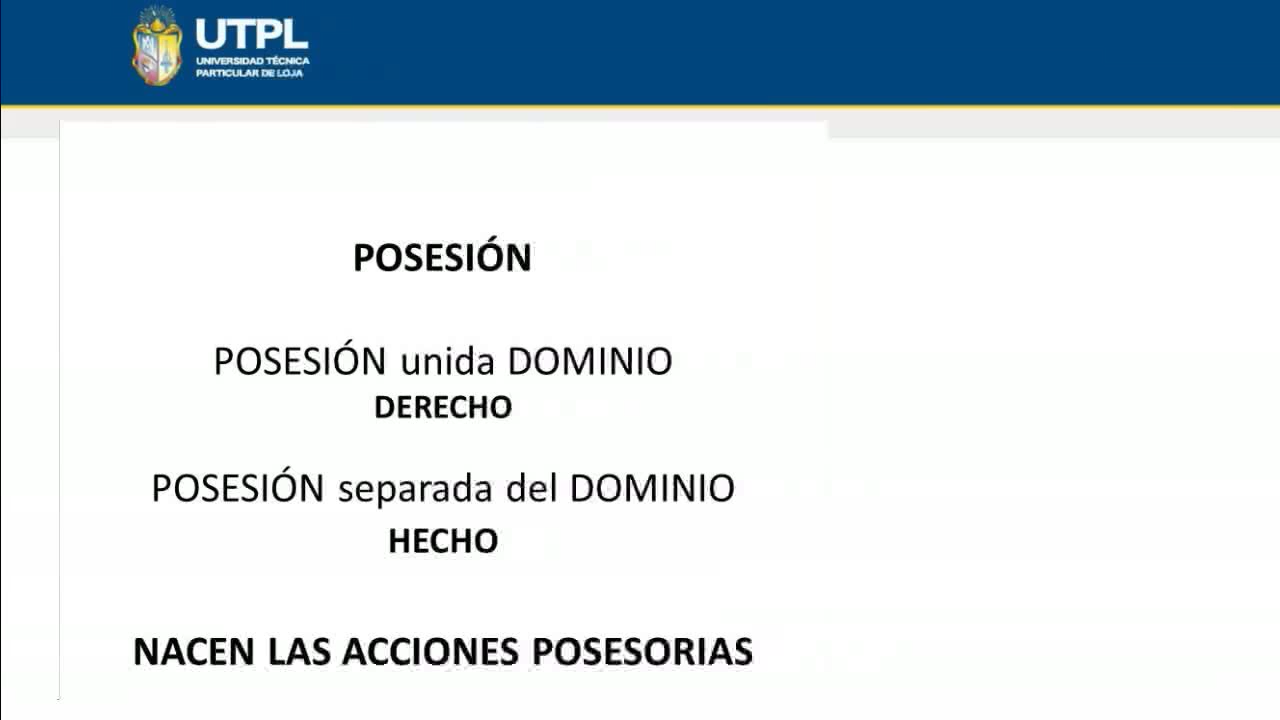 UTPL
UNIVERSIDAD TÉCNICA
PARTICULAR DE LOJA
POSESIÓN
POSESIÓN unida DOMINIO
DERECHO
POSESIÓN separada del DOMINIO
HECHO
NACEN LAS ACCIONES POSESORIAS